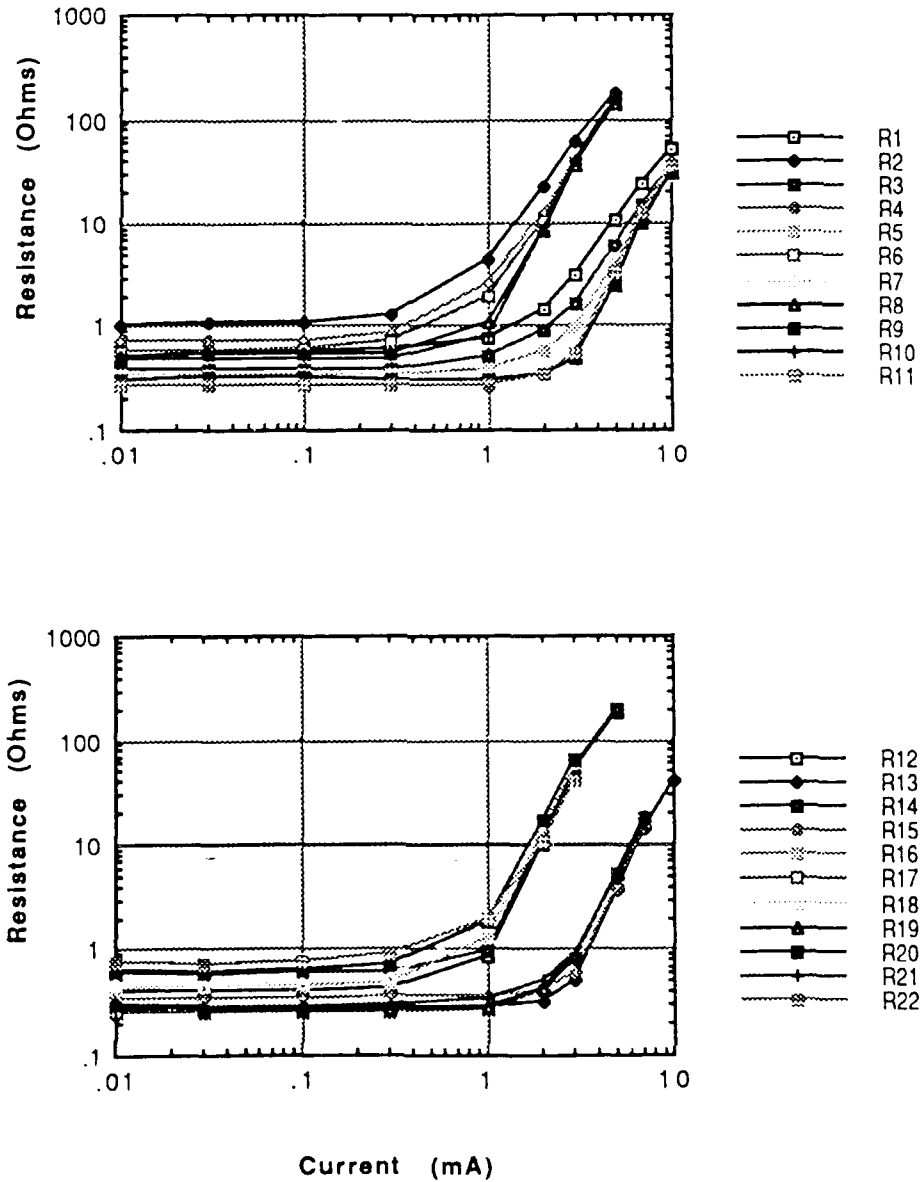 1000
100
10
1
.1
Resistance (Ohms)
.01
.1
1
10
R1
R2
R3
R4
R5
R6
R7
R8
R9
R10
R11
1000
100
10
1
.1
Resistance (Ohms)
.01
.1
1
10
R12
R13
R14
R15
R16
R17
R18
R19
R20
R21
R22
Current (mA)